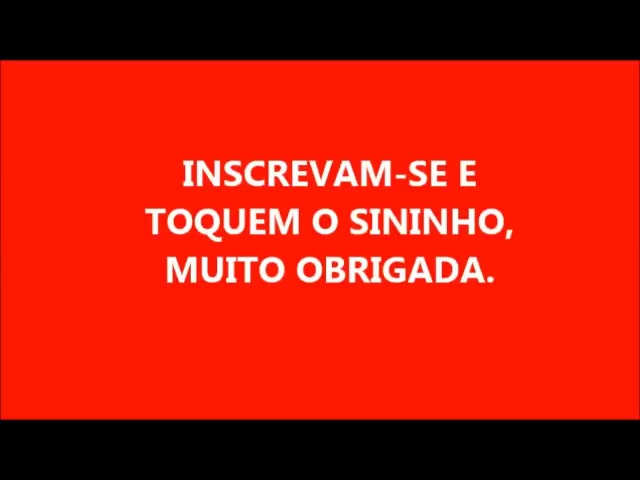 INSCREVAM-SE E
TOQUEM O SININHO,
MUITO OBRIGADA.